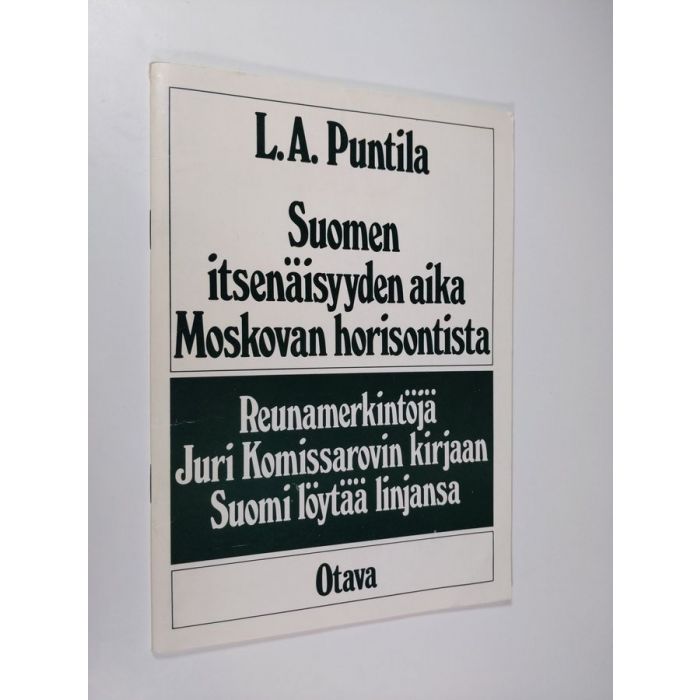 L.A. Puntila
Suomen
itsenäisyyden aika
Moskovan horisontista
Reunamerkintöjä
Juri Komissarovin kirjaan
Suomi löytää linjansa
Otava